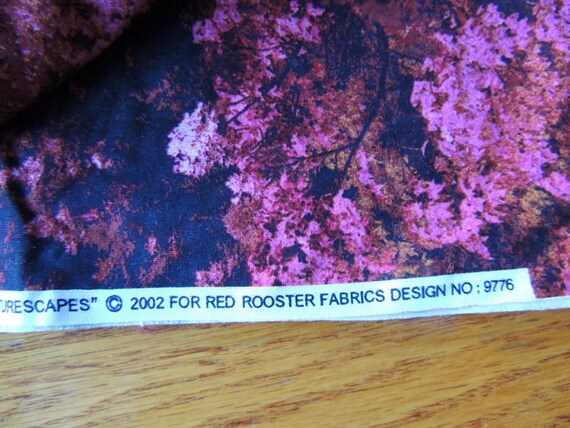 URESCAPES” © 2002 FOR RED ROOSTER FABRICS DESIGN NO : 9776